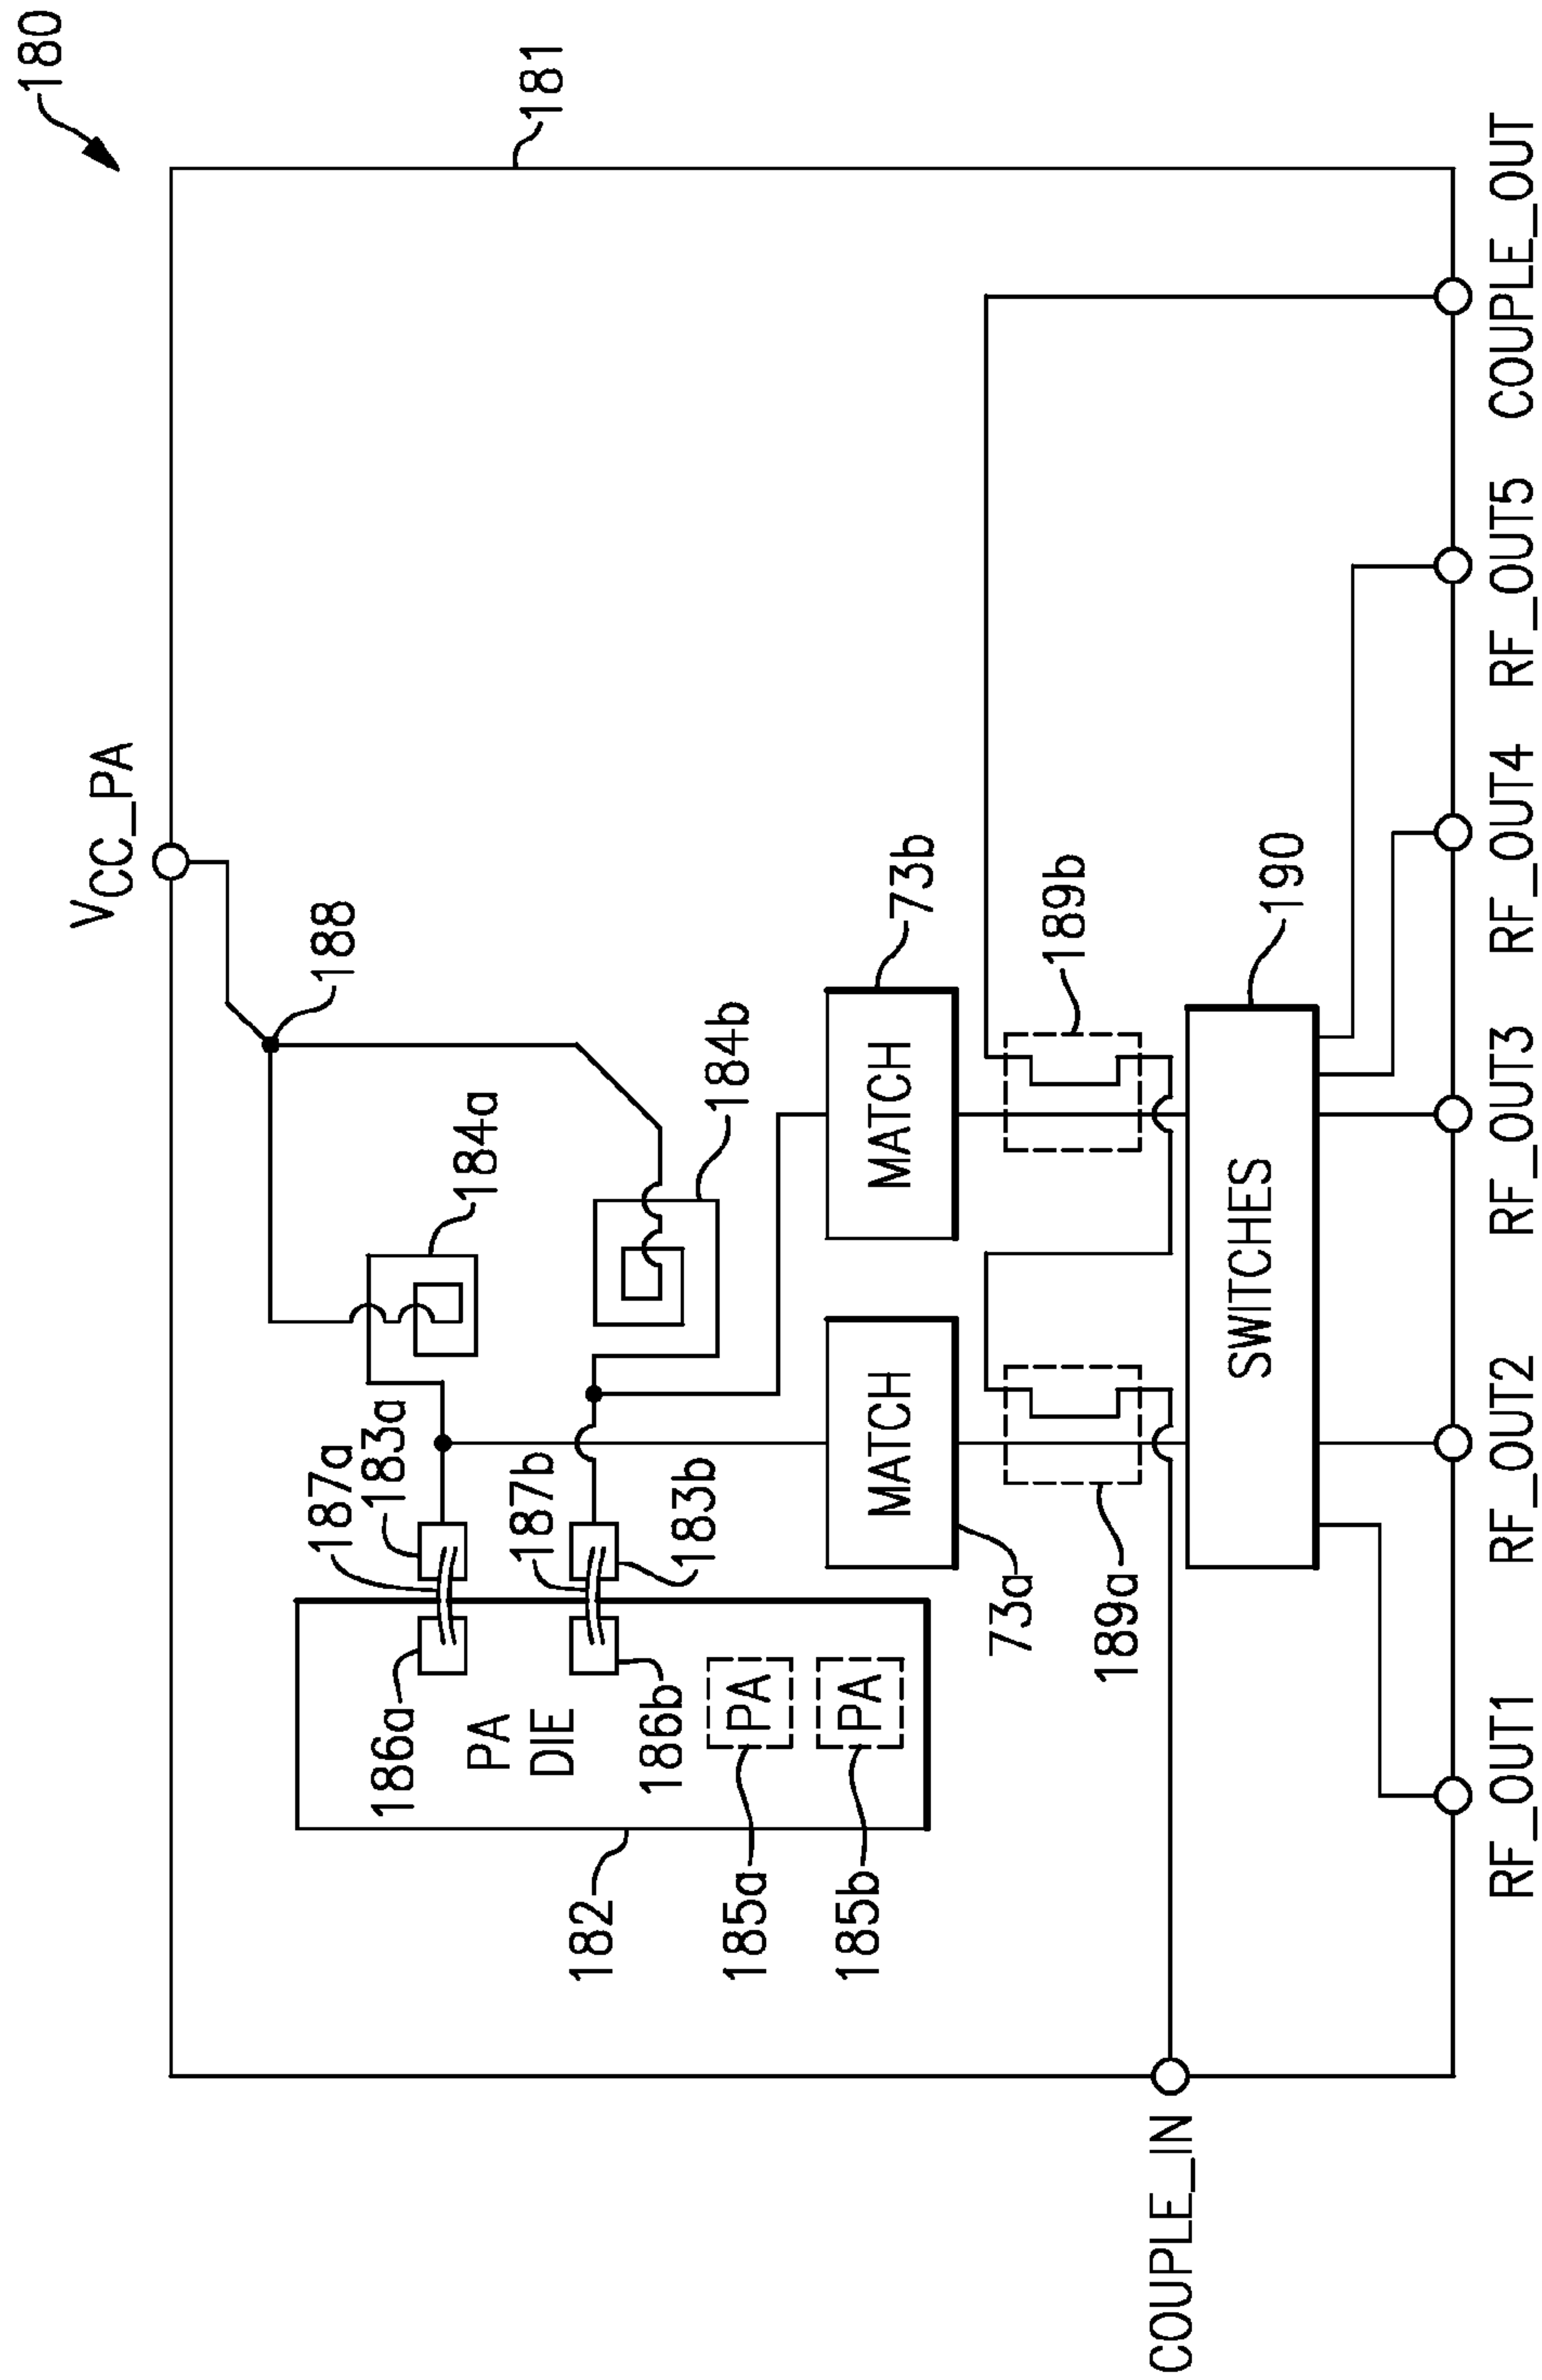 180
181
VCC_PA
188
184a
184b
187a
183a
187b
183b
186a
PA
DIE
186b
182
PA
185a
PA
185b
73b
MATCH
MATCH
73a
189b
189a
190
SWITCHES
COUPLE_IN
RF_OUT1
RF_OUT2
RF_OUT3
RF_OUT4
RF_OUT5
COUPLE_OUT